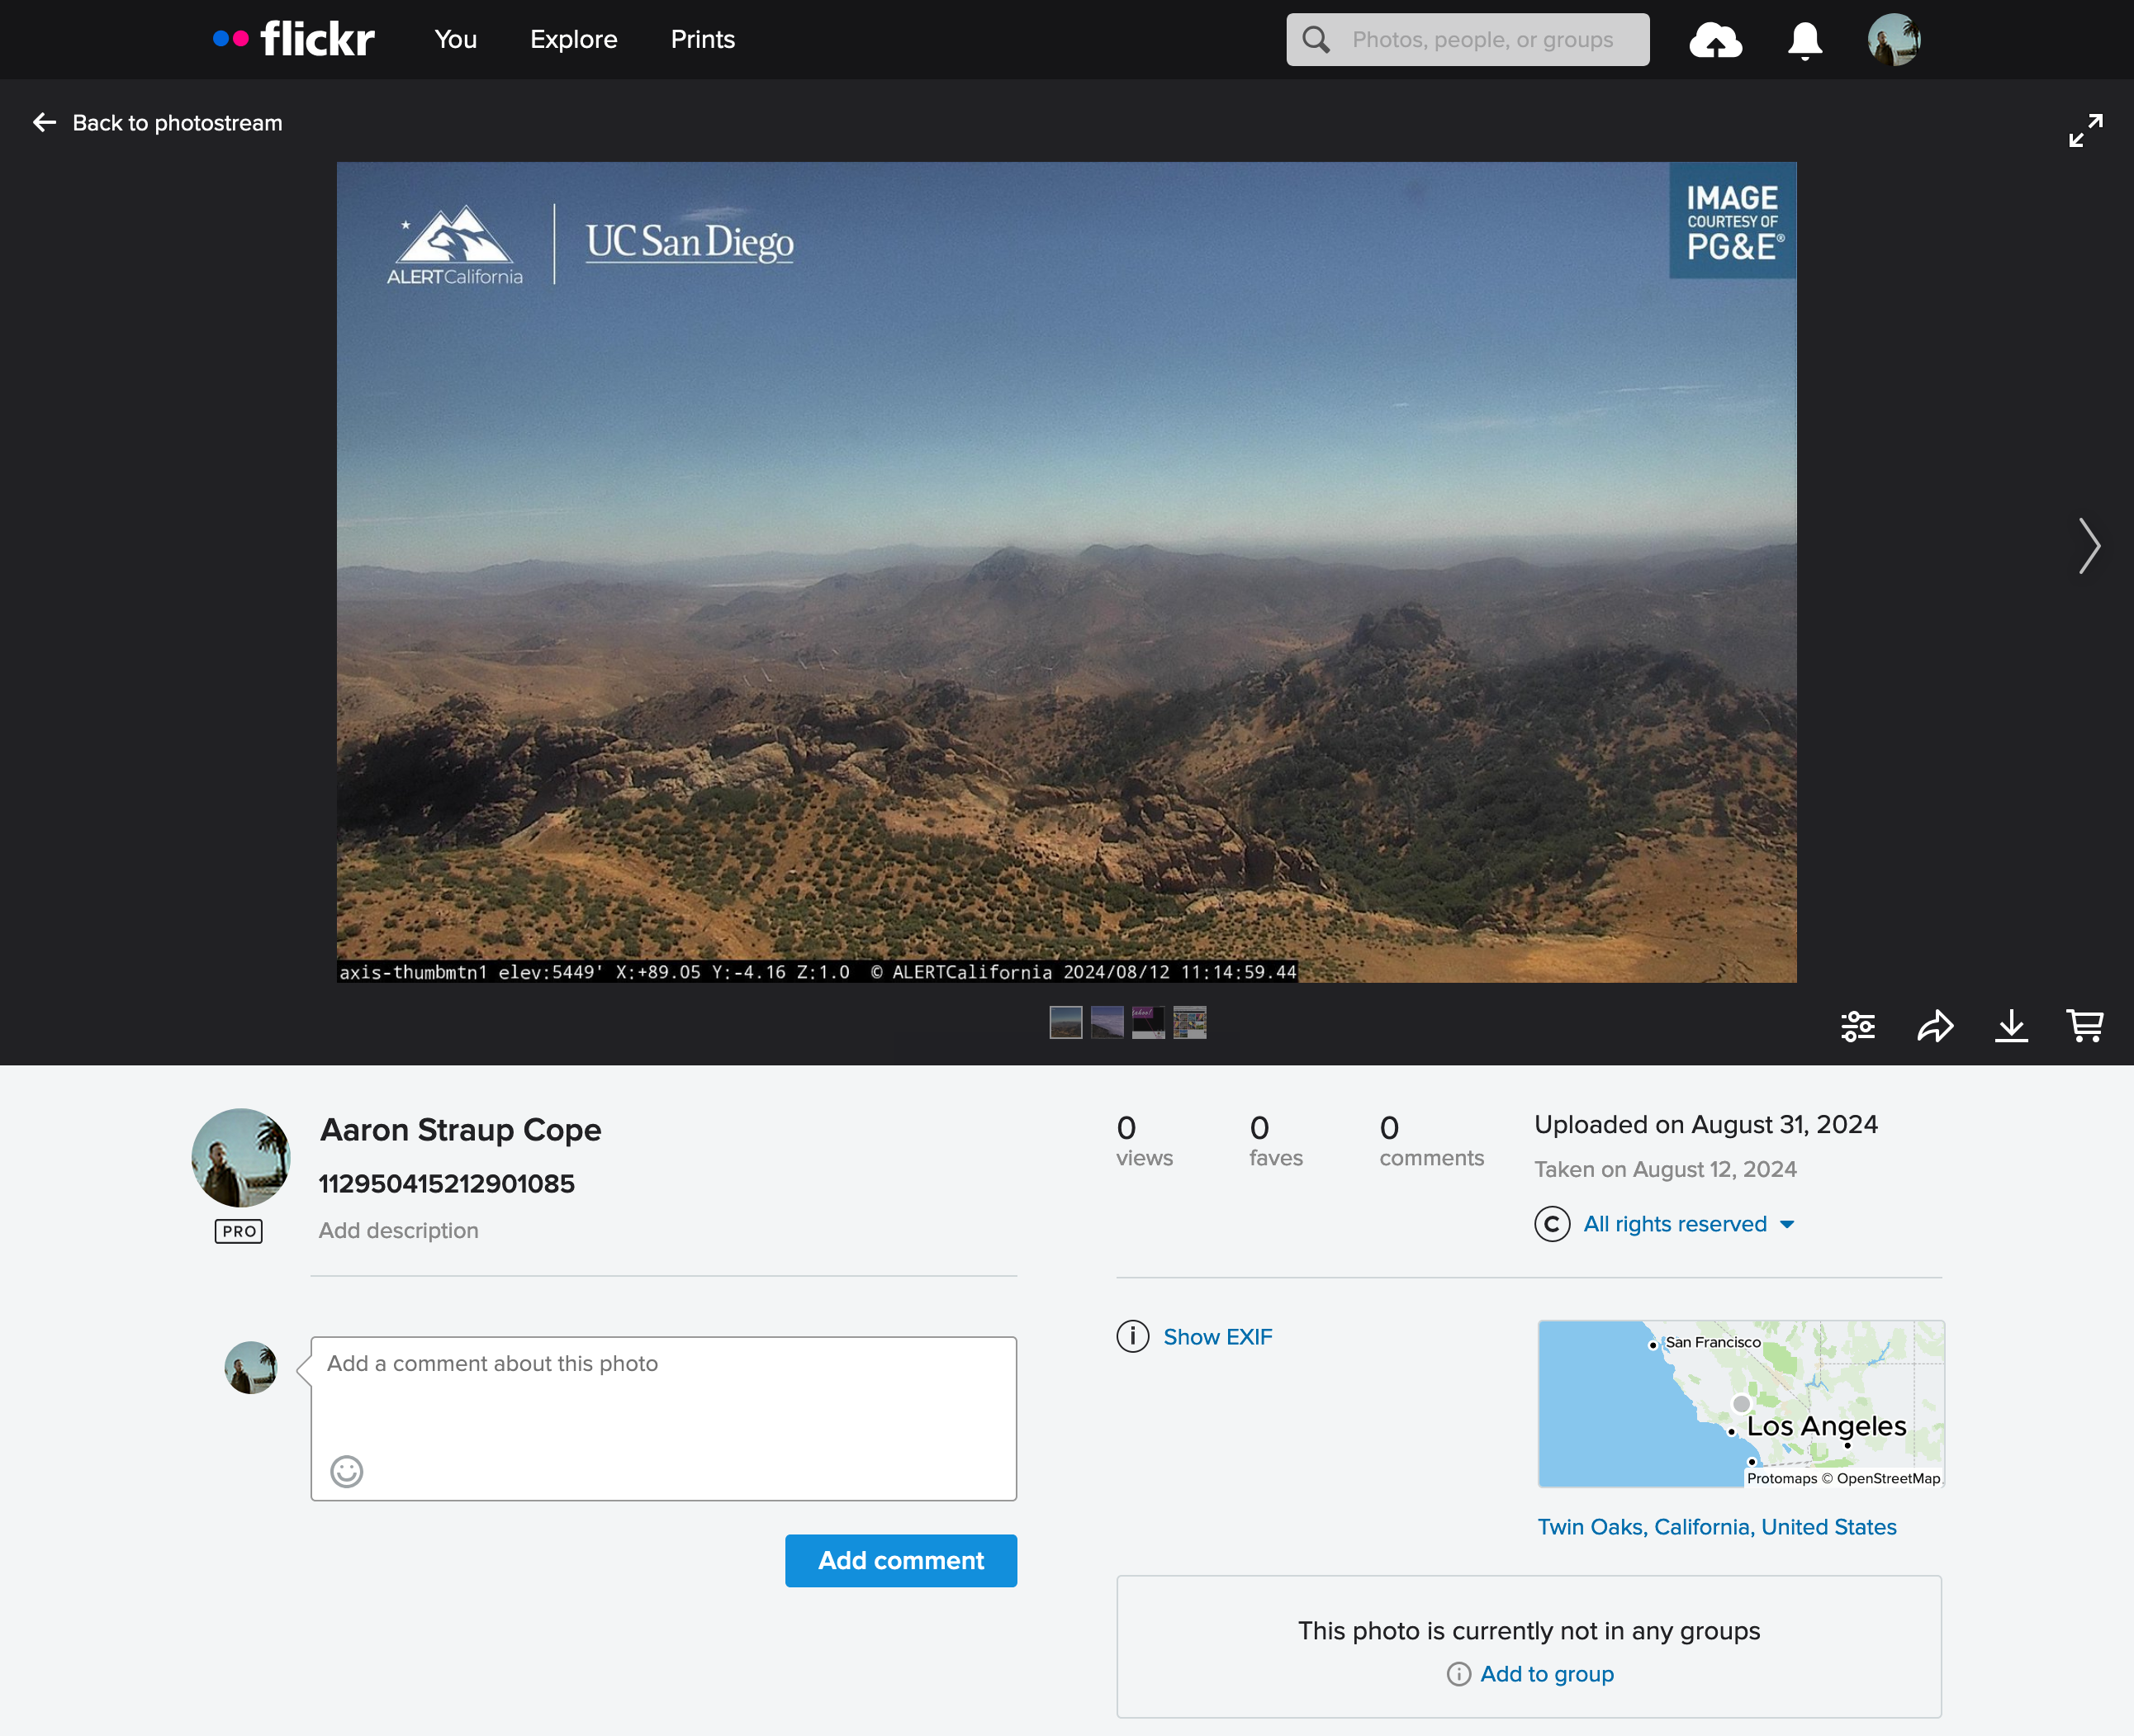 flickr
You
Explore
Prints
Photos, people, or groups
Back to photostream
ALERTCalifornia
UC San Diego
IMAGE
COURTESY OF
PG&E®
axis-thumbmtn1 elev:5449' X:+89.05 Y:-4.16 Z:1.0 © ALERTCalifornia 2024/08/12 11:14:59.44
yahoo!
Aaron Straup Cope
112950415212901085
PRO
Add description
0
views
0
faves
0
comments
Uploaded on August 31, 2024
Taken on August 12, 2024
All rights reserved
Add a comment about this photo
Add comment
Show EXIF
San Francisco
Los Angeles
Protomaps © OpenStreetMap
Twin Oaks, California, United States
This photo is currently not in any groups
Add to group